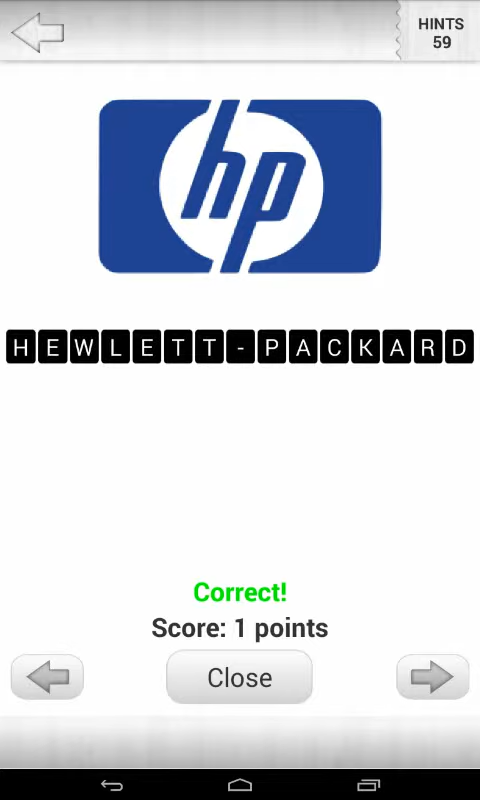 HINTS
59
hp
HEWLETT-PACKARD
Correct!
Score: 1 points
Close